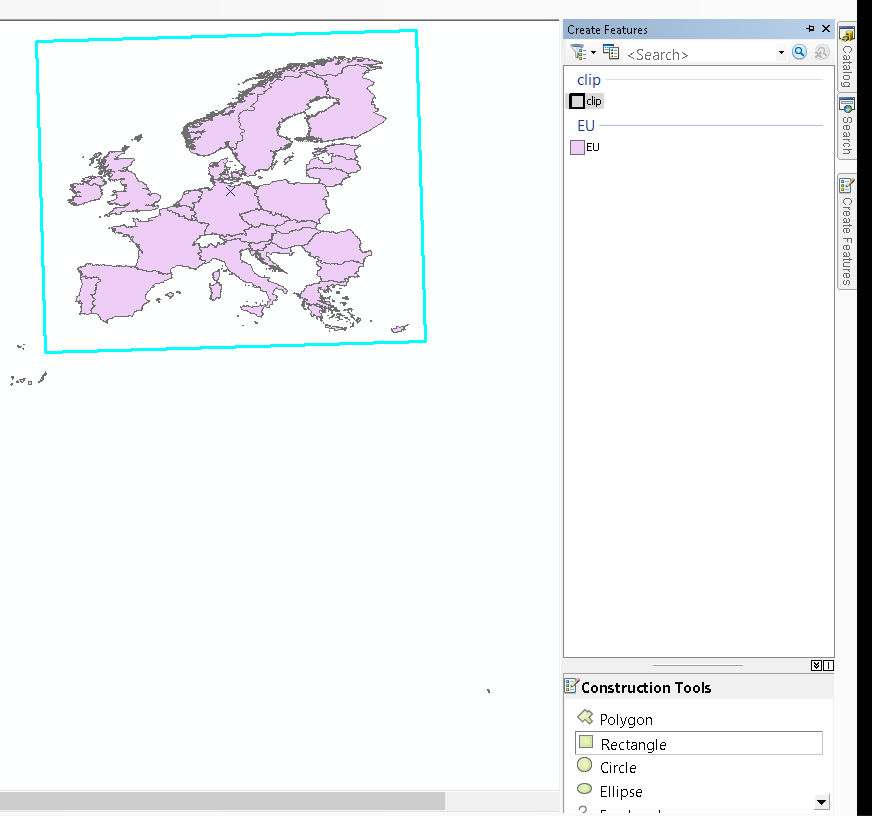 Create Features
<Search>
clip
clip
EU
EU
Construction Tools
Polygon
Rectangle
Circle
Ellipse
Catalog
Search
Create Features